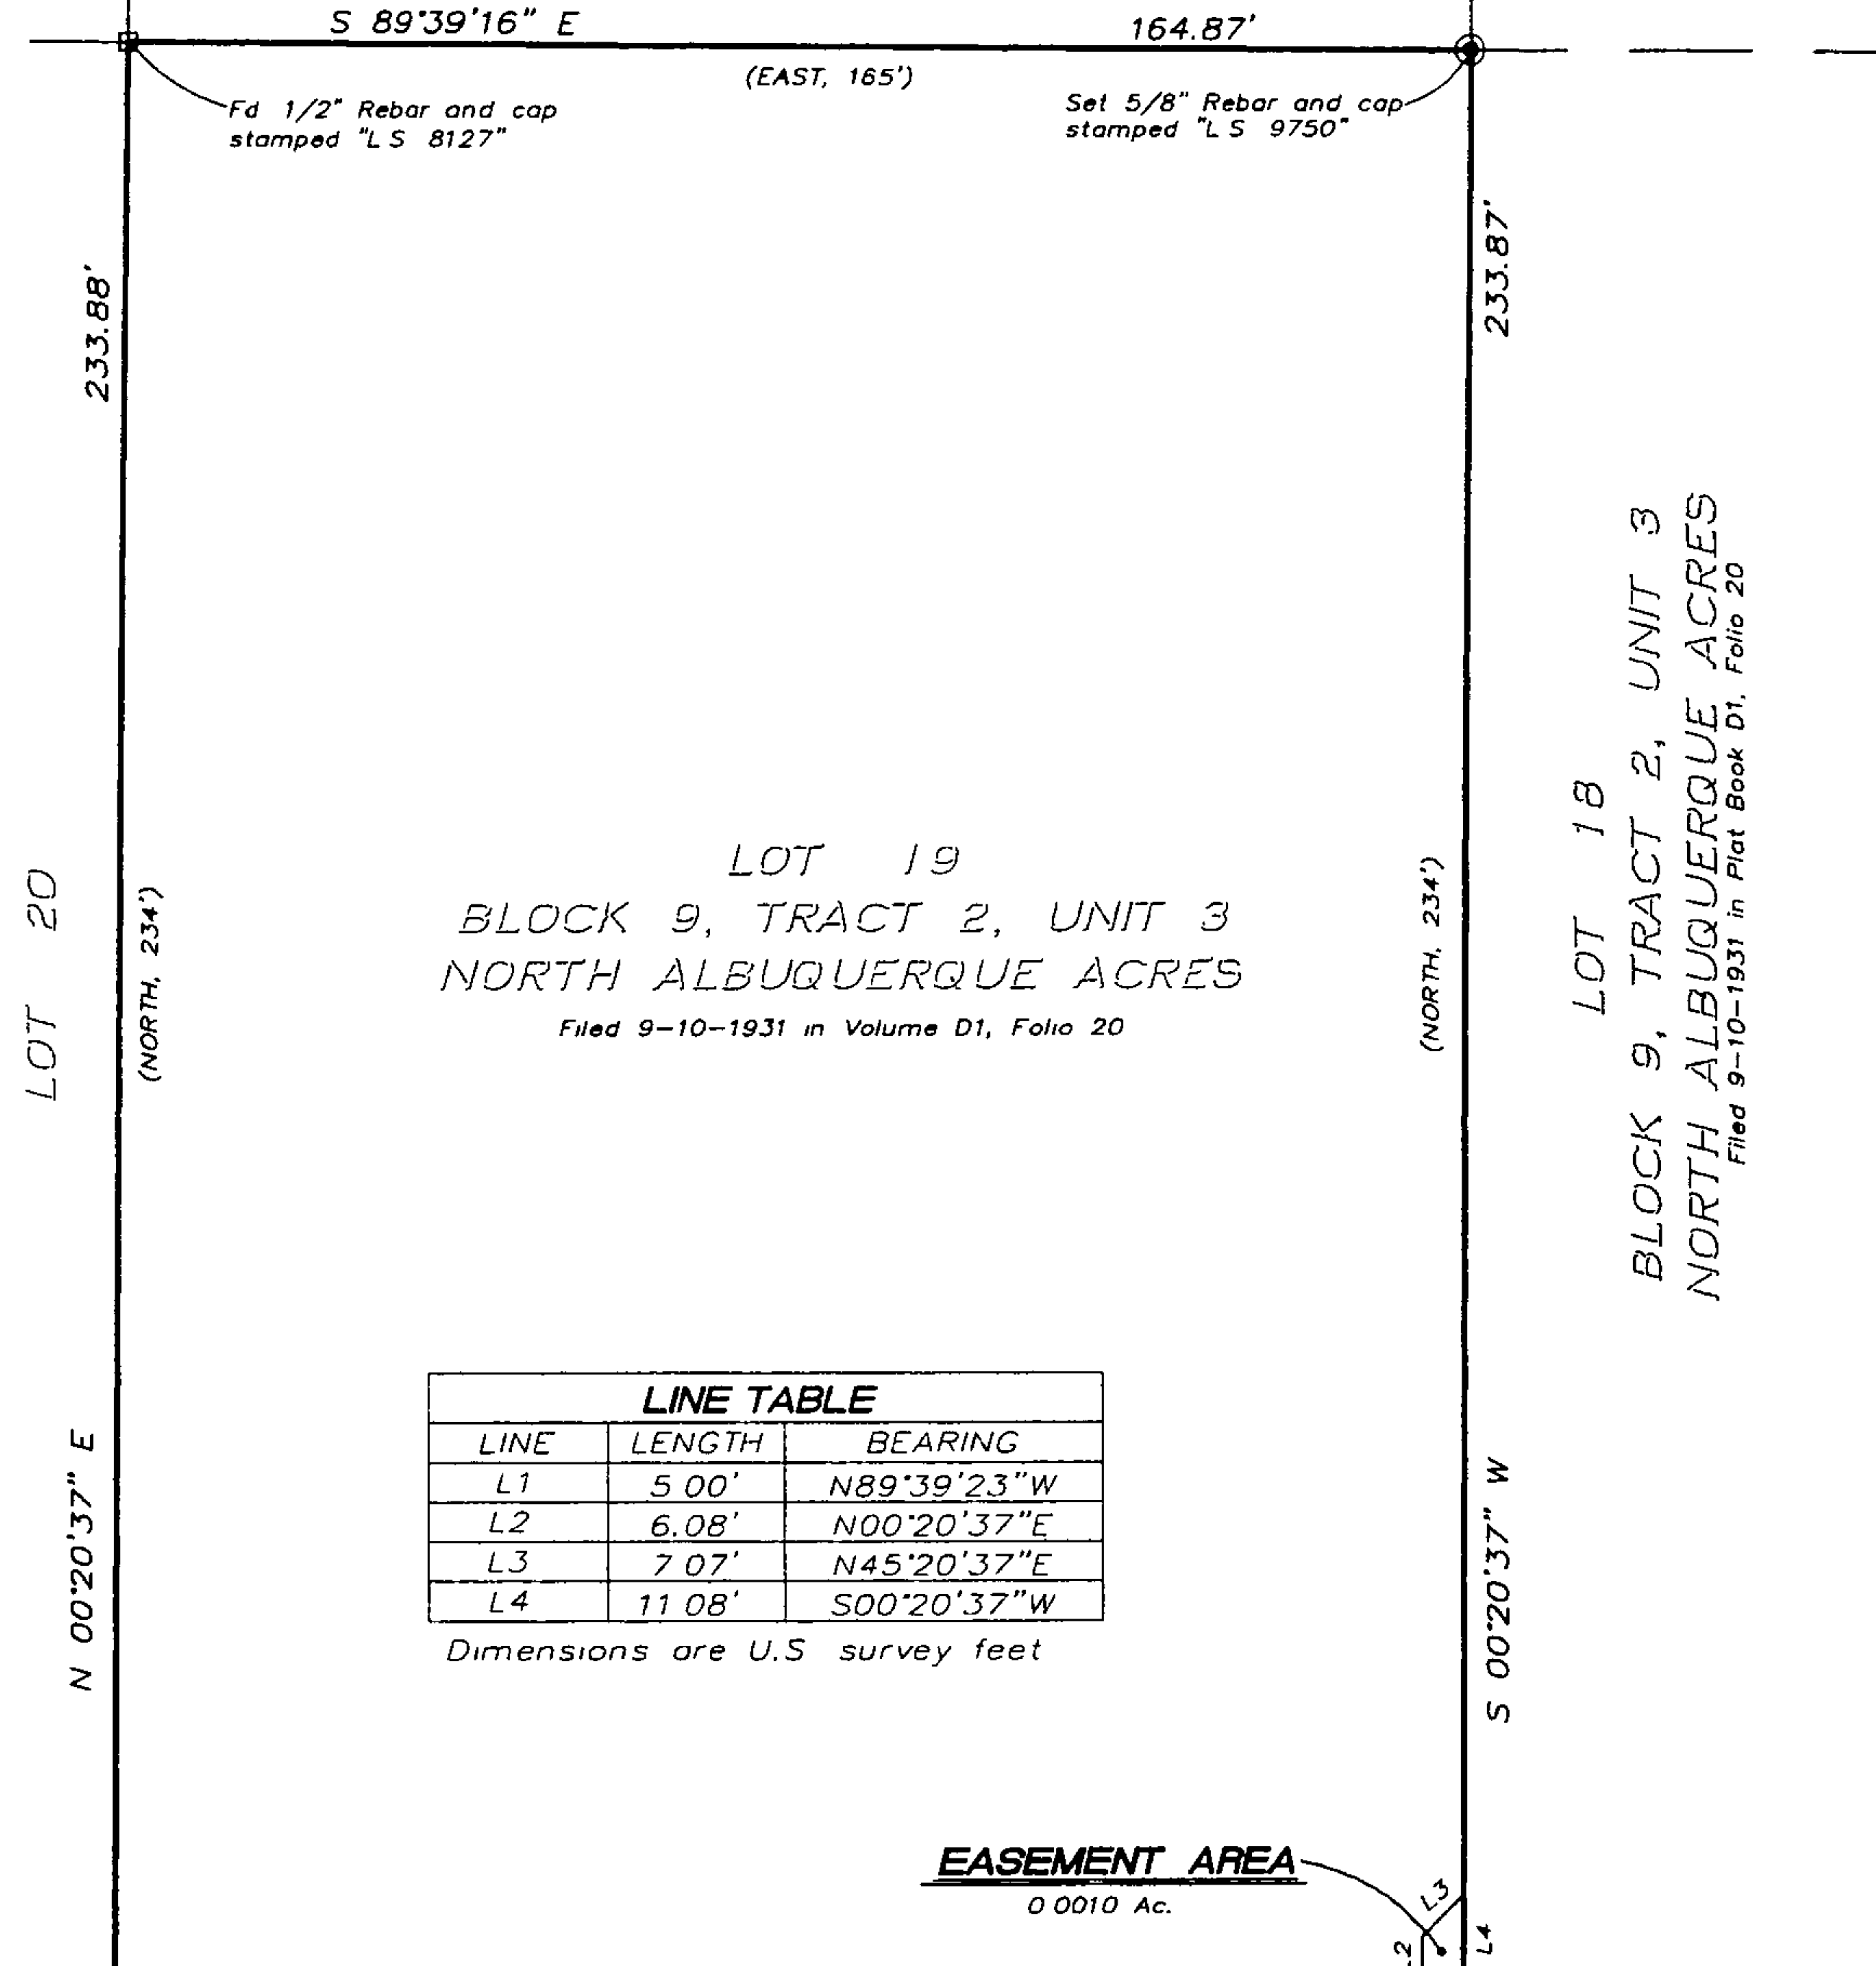 S 89°39'16" E 164.87'
(EAST, 165')
Fd 1/2" Rebar and cap
stamped "LS 8127"
Set 5/8" Rebar and cap
stamped "LS 9750"
233.88'
233.87'
LOT 20
(NORTH, 234')
LOT 19
BLOCK 9, TRACT 2, UNIT 3
NORTH ALBUQUERQUE ACRES
Filed 9-10-1931 in Volume D1, Folio 20
(NORTH, 234')
LOT 18
BLOCK 9, TRACT 2, UNIT 3
NORTH ALBUQUERQUE ACRES
Filed 9-10-1931 in Plat Book D1, Folio 20
N 00°20'37" E
LINE TABLE
LINE LENGTH BEARING
L1 5 00' N89°39'23"W
L2 6.08' N00°20'37"E
L3 7 07' N45°20'37"E
L4 11 08' S00°20'37"W
Dimensions are U.S survey feet
S 00°20'37" W
EASEMENT AREA
0 0010 Ac.
L3
L4